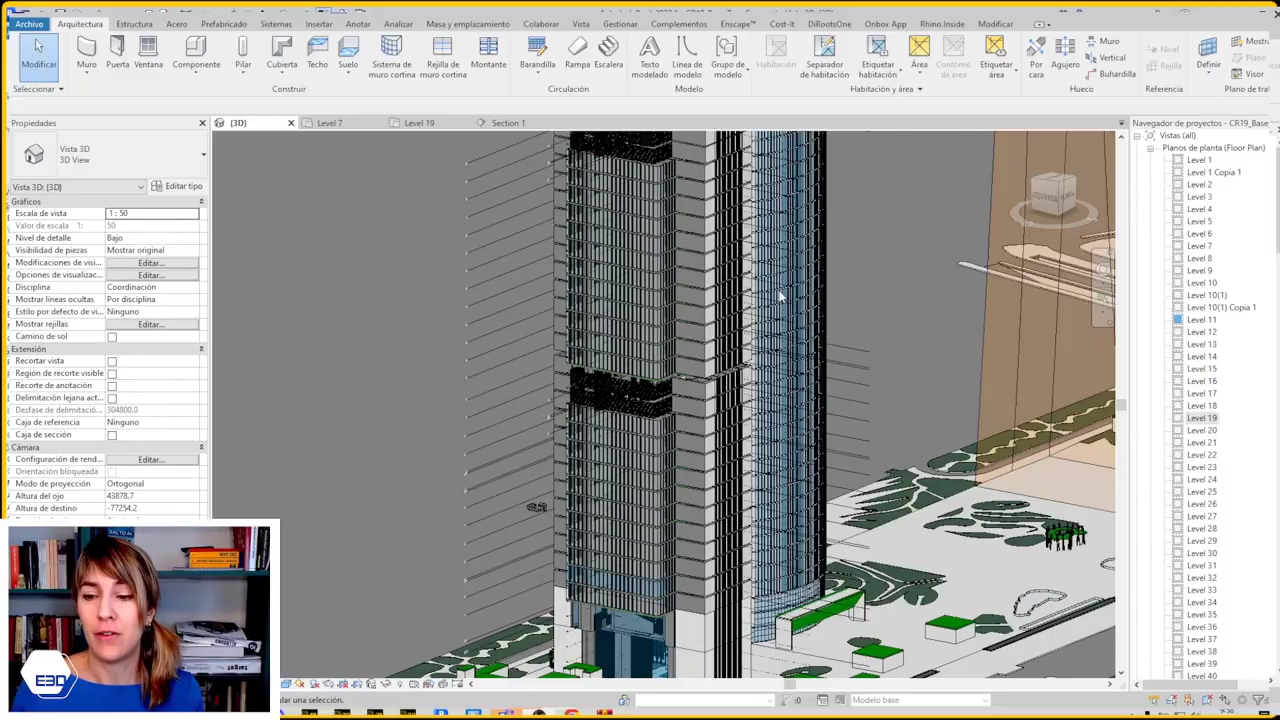 Archivo Arquitectura Estructura Acero Prefabricado Sistemas Insertar Anotar Analizar Masa y emplazamiento Colaborar Vista Gestionar Complementos Enscape™ Cost-It DiRootsOne Onbox App Rhino.Inside Modificar
Modificar Muro Puerta Ventana Componente Pilar Cubierta Techo Suelo Sistema de muro cortina Rejilla de muro cortina Montante Barandilla Rampa Escalera Texto modelado Línea de modelo Grupo de modelo Habitación Separador de habitación Etiquetar habitación Área Contorno de área Etiquetar área Por cara Agujero Muro Vertical Buhardilla Nivel Rejilla Definir Mostra Plano Visor
Seleccionar Construir Circulación Modelo Habitación y área Hueco Referencia Plano de tra
Propiedades
{3D} Level 7 Level 19 Section 1
Navegador de proyectos - CR19_Base
Vista 3D
3D View
Vista 3D: {3D} Editar tipo
Gráficos
Escala de vista 1 : 50
Valor de escala 1: 50
Nivel de detalle Bajo
Visibilidad de piezas Mostrar original
Modificaciones de visi... Editar...
Opciones de visualizac... Editar...
Disciplina Coordinación
Mostrar líneas ocultas Por disciplina
Estilo por defecto de vi... Ninguno
Mostrar rejillas Editar...
Camino de sol
Extensión
Recortar vista
Región de recorte visible
Recorte de anotación
Delimitación lejana act...
Desfase de delimitació... 304800.0
Caja de referencia Ninguno
Caja de sección
Cámara
Configuración de rend... Editar...
Orientación bloqueada
Modo de proyección Ortogonal
Altura del ojo 43878.7
Altura de destino -77254.2
Vistas (all)
Planos de planta (Floor Plan)
Level 1
Level 1 Copia 1
Level 2
Level 3
Level 4
Level 5
Level 6
Level 7
Level 8
Level 9
Level 10
Level 10(1)
Level 10(1) Copia 1
Level 11
Level 12
Level 13
Level 14
Level 15
Level 16
Level 17
Level 18
Level 19
Level 20
Level 21
Level 22
Level 23
Level 24
Level 25
Level 26
Level 27
Level 28
Level 29
Level 30
Level 31
Level 32
Level 33
Level 34
Level 35
Level 36
Level 37
Level 38
Level 39
Level 40
E3D
target
ular una selección.
:0
Modelo base